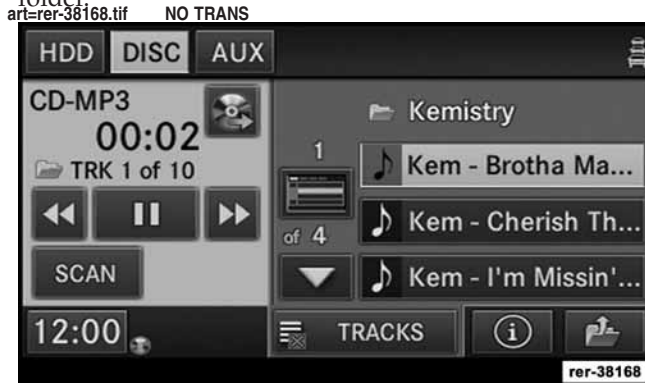 folder.
art=rer-38168.tif NO TRANS
HDD DISC AUX
CD-MP3
00:02
TRK 1 of 10
SCAN
12:00
Kemistry
1
of 4
Kem - Brotha Ma...
Kem - Cherish Th...
Kem - I'm Missin'...
TRACKS
rer-38168